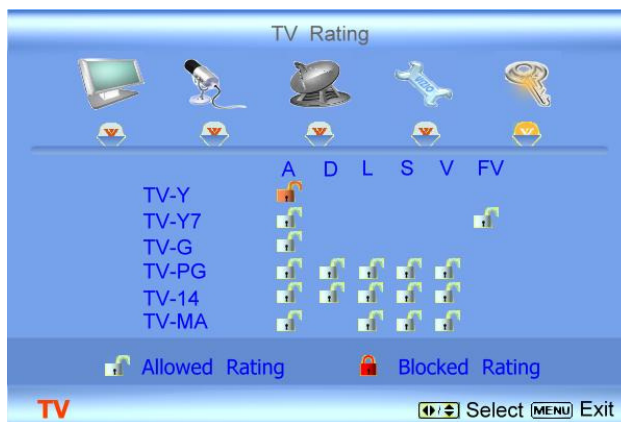 TV Rating
VIZIO
A D L S V FV
TV-Y
TV-Y7
TV-G
TV-PG
TV-14
TV-MA
Allowed Rating Blocked Rating
TV Select MENU Exit